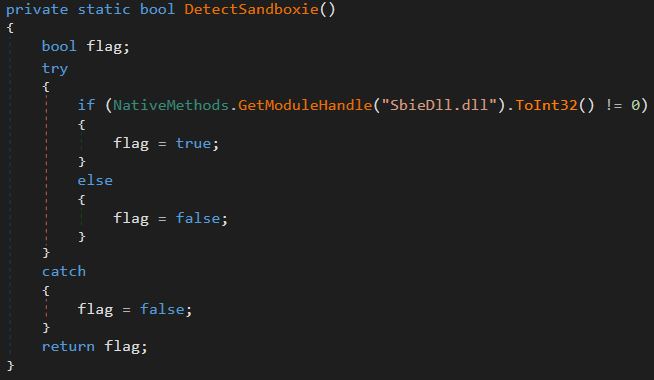 private static bool DetectSandboxie()
{
    bool flag;
    try
    {
        if (NativeMethods.GetModuleHandle("SbieDll.dll").ToInt32() != 0)
        {
            flag = true;
        }
        else
        {
            flag = false;
        }
    }
    catch
    {
        flag = false;
    }
    return flag;
}